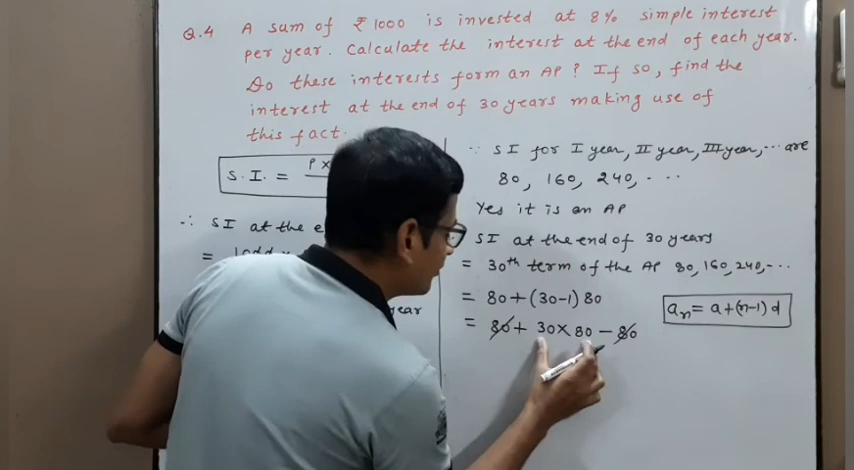 Q.4 A sum of ₹1000 is invested at 8% simple interest
per year. Calculate the interest at the end of each year.
Do these interests form an AP? If so, find the
interest at the end of 30 years making use of
this fact.
S.I. = P×
∴ SI at the e
=
year
∵ SI for I year, II year, III year, ... are
80, 160, 240, ....
Yes it is an AP
SI at the end of 30 years
= 30th term of the AP 80, 160, 240, ...
= 80+(30-1)80
an = a+(n-1)d
= 80+ 30×80-80